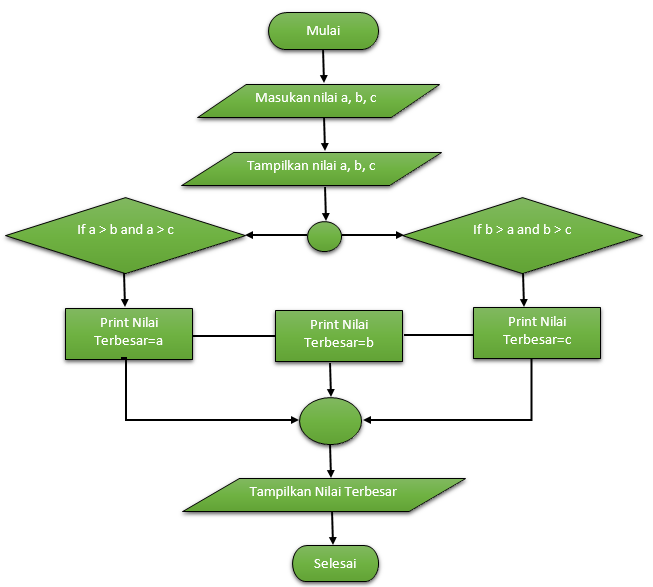 Mulai
Masukan nilai a, b, c
Tampilkan nilai a, b, c
If a > b and a > c
If b > a and b > c
Print Nilai
Terbesar=a
Print Nilai
Terbesar=b
Print Nilai
Terbesar=c
Tampilkan Nilai Terbesar
Selesai